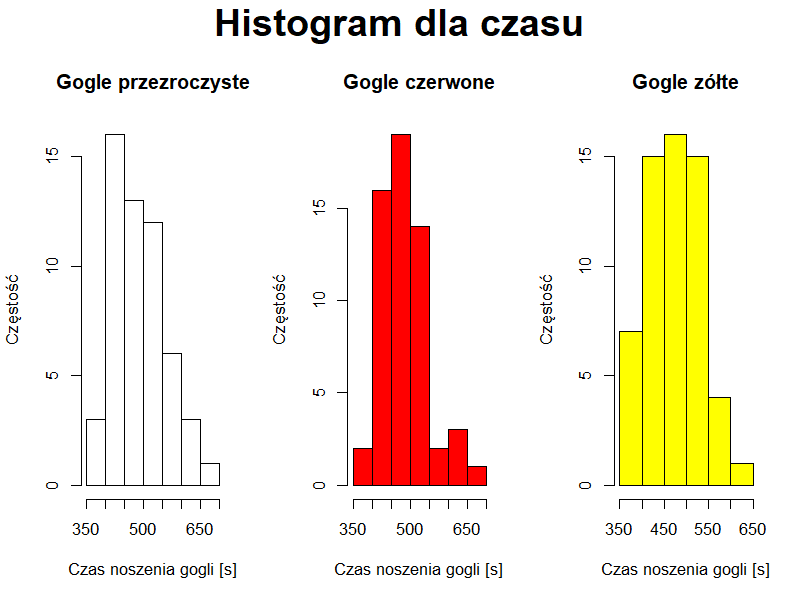 Histogram dla czasu
Gogle przezroczyste
Częstość
0 5 10 15
350 500 650
Czas noszenia gogli [s]
Gogle czerwone
Częstość
0 5 10 15
350 500 650
Czas noszenia gogli [s]
Gogle zółte
Częstość
0 5 10 15
350 450 550 650
Czas noszenia gogli [s]